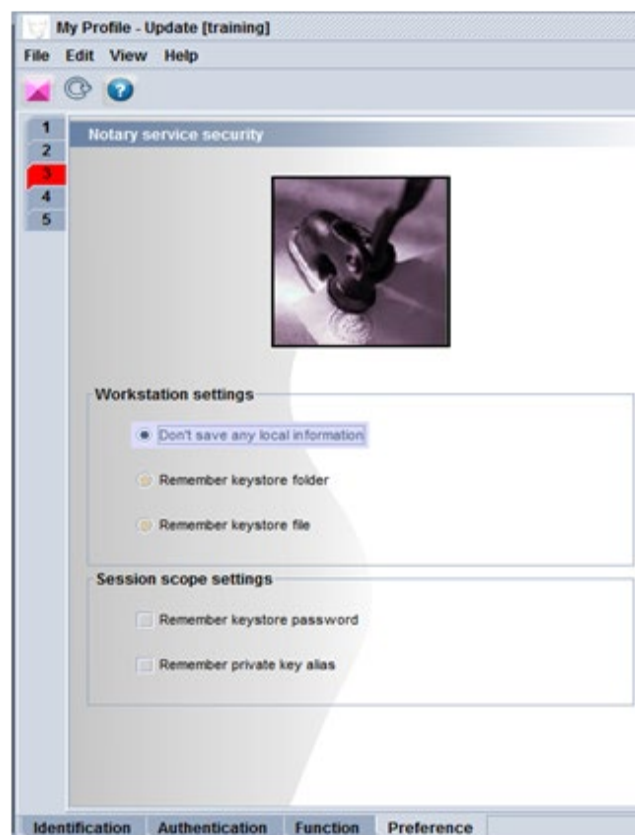 My Profile - Update [training]
File Edit View Help
?
1
2
3
4
5
Notary service security
Workstation settings
Don't save any local information
Remember keystore folder
Remember keystore file
Session scope settings
Remember keystore password
Remember private key alias
Identification Authentication Function Preference